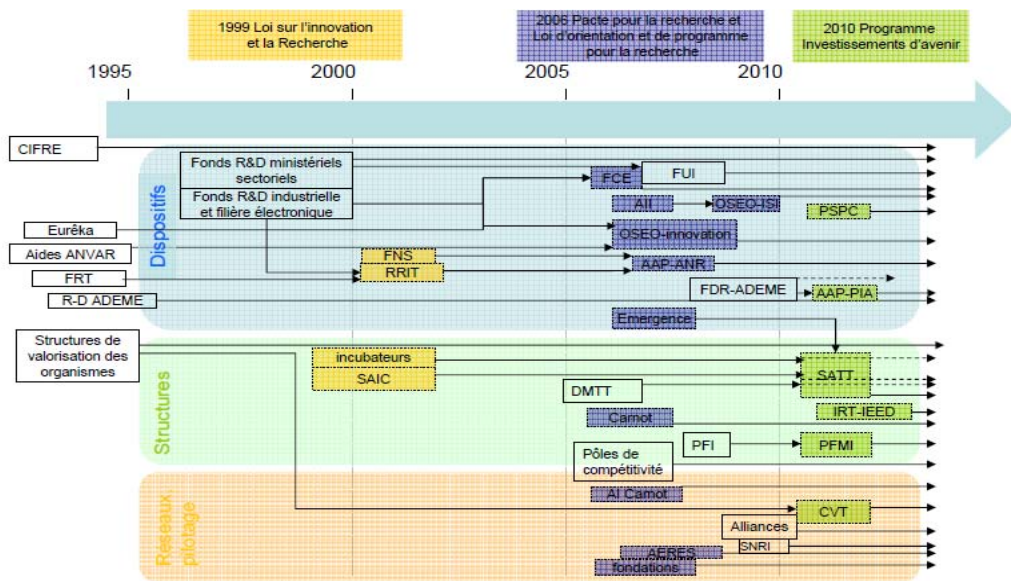 1999 Loi sur l'innovation
et la Recherche
2006 Pacte pour la recherche et
Loi d'orientation et de programme
pour la recherche
2010 Programme
Investissements d'avenir
1995
2000
2005
2010
CIFRE
Fonds R&D ministériels
sectoriels
Fonds R&D industrielle
et filière électronique
FCE
FUI
AII
OSEO-ISI
PSPC
Dispositifs
Eurêka
OSEO-innovation
Aides ANVAR
FNS
RRIT
AAP-ANR
FRT
FDR-ADEME
AAP-PIA
R-D ADEME
Emergence
Structures de
valorisation des
organismes
incubateurs
SAIC
SATT
DMTT
IRT-IEED
Carnot
Structures
PFI
PFMI
Pôles de
compétitivité
AI Carnot
CVT
Alliances
SNRI
AERES
fondations
Reseaux,
pilotage